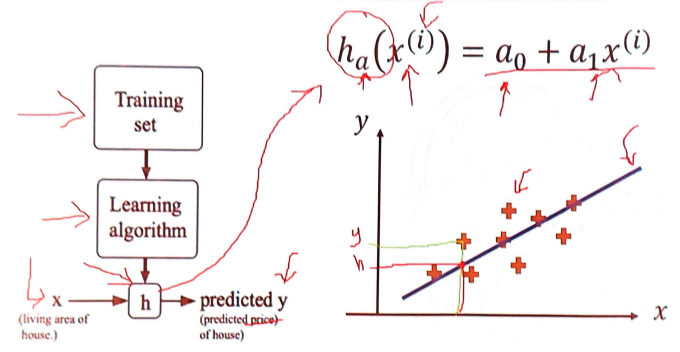 h_a(x^(i)) = a_0 + a_1x^(i)
Training
set
Learning
algorithm
x
h
predicted y
(living area of
house.)
(predicted price)
of house)
y
y
h
x